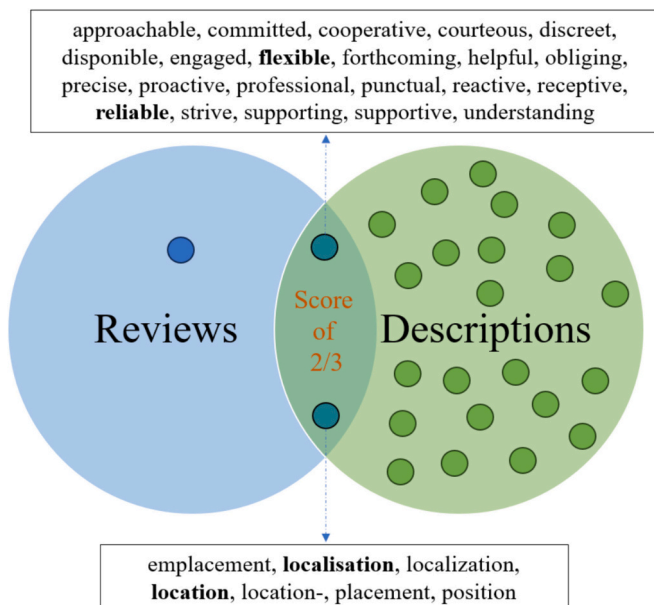 approachable, committed, cooperative, courteous, discreet,
disponible, engaged, flexible, forthcoming, helpful, obliging,
precise, proactive, professional, punctual, reactive, receptive,
reliable, strive, supporting, supportive, understanding
Reviews
Score
of
2/3
Descriptions
emplacement, localisation, localization,
location, location-, placement, position